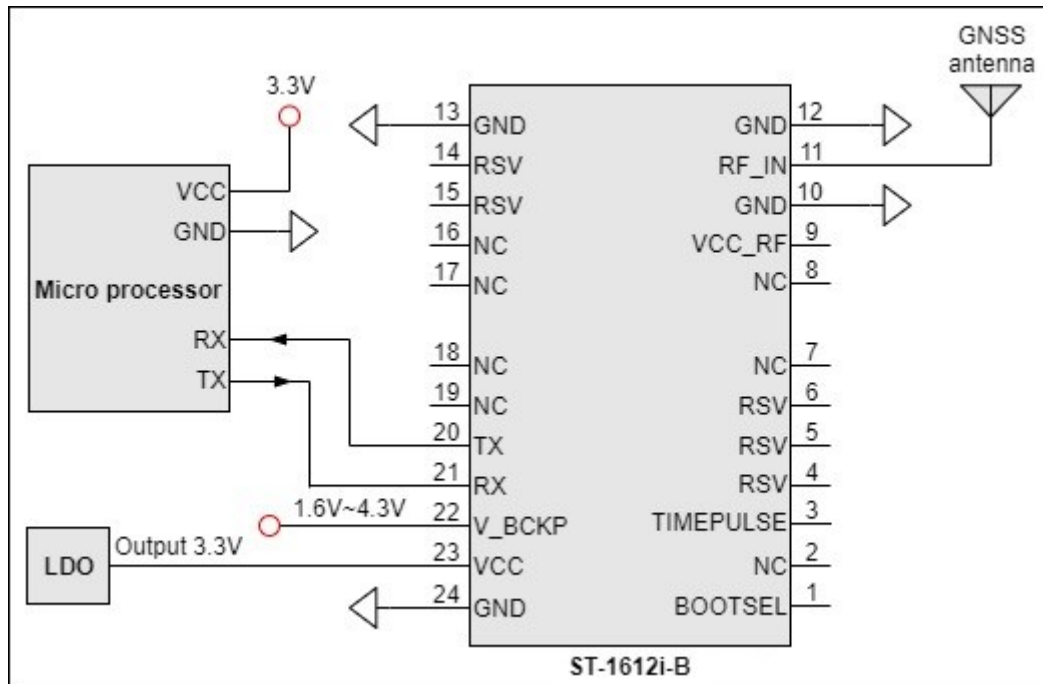 GNSS
antenna
3.3V
VCC
GND
Micro processor
RX
TX
LDO
Output 3.3V
1.6V~4.3V
13 GND
14 RSV
15 RSV
16 NC
17 NC
18 NC
19 NC
20 TX
21 RX
22 V_BCKP
23 VCC
24 GND
GND 12
RF_IN 11
GND 10
VCC_RF 9
NC 8
NC 7
RSV 6
RSV 5
RSV 4
TIMEPULSE 3
NC 2
BOOTSEL 1
ST-1612i-B